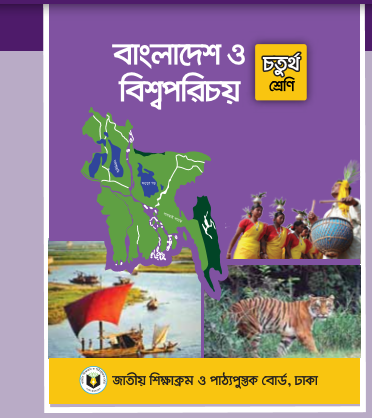 বাংলাদেশ ও
বিশ্বপরিচয়
চতুর্থ
শ্রেণি
জাতীয় শিক্ষাক্রম ও পাঠ্যপুস্তক বোর্ড, ঢাকা